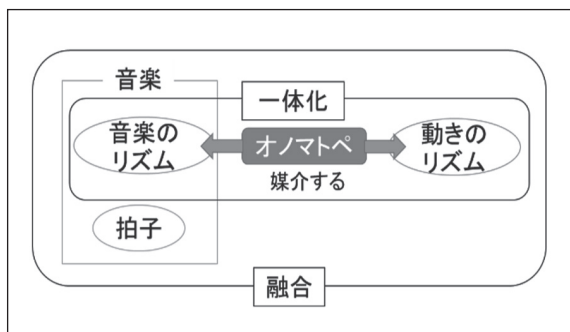 音楽
一体化
音楽の
リズム
オノマトペ
動きの
リズム
媒介する
拍子
融合